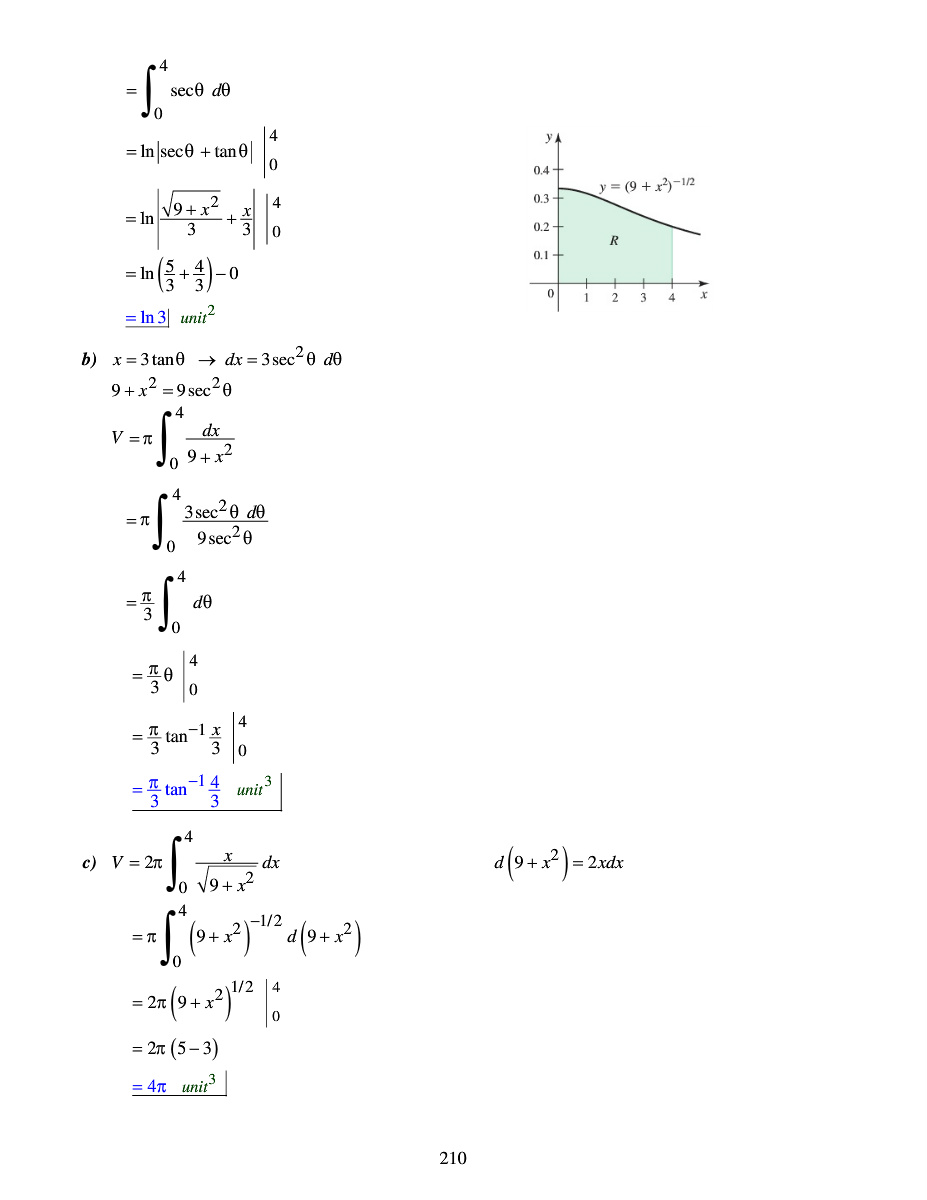 = ∫₀⁴ secθ dθ
= ln|secθ + tanθ| |₀⁴
= ln|√(9 + x²)/3 + x/3| |₀⁴
= ln(5/3 + 4/3) − 0
= ln 3 unit²
y
0.4
0.3
0.2
0.1
0
1 2 3 4 x
y = (9 + x²)^(−1/2)
R
b) x = 3 tanθ → dx = 3 sec²θ dθ
9 + x² = 9 sec²θ
V = π ∫₀⁴ dx/(9 + x²)
= π ∫₀⁴ (3 sec²θ dθ)/(9 sec²θ)
= π/3 ∫₀⁴ dθ
= π/3 θ |₀⁴
= π/3 tan⁻¹ x/3 |₀⁴
= π/3 tan⁻¹ 4/3 unit³
c) V = 2π ∫₀⁴ x/√(9 + x²) dx d(9 + x²) = 2xdx
= π ∫₀⁴ (9 + x²)^(−1/2) d(9 + x²)
= 2π (9 + x²)^(1/2) |₀⁴
= 2π (5 − 3)
= 4π unit³
210